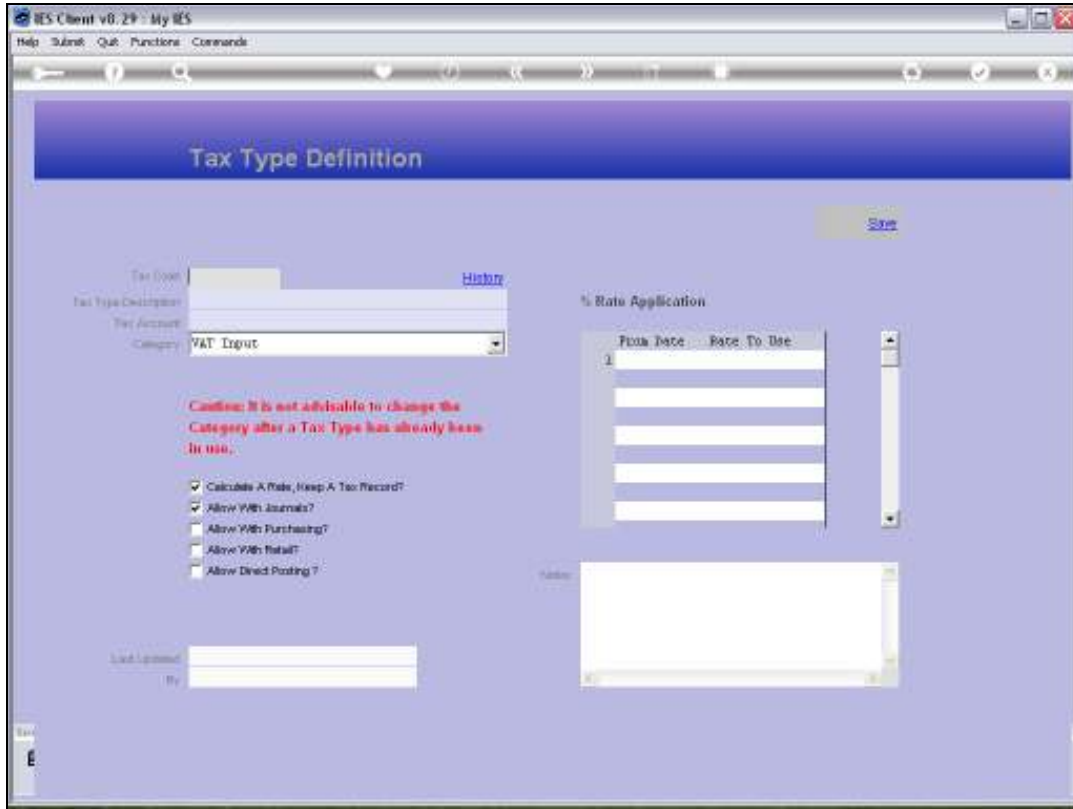 IES Client v8.29 : My IES
Help Submit Quit Functions Commands
Tax Type Definition
Save
Tax Code
History
Tax Type Description
% Rate Application
Tax Account
Category VAT Input
From Date Rate To Use
1
Caution: It is not advisable to change the
Category after a Tax Type has already been
in use.
Calculate A Rate, Keep A Tax Record?
Allow With Journals?
Allow With Purchasing?
Allow With Retail?
Allow Direct Posting ?
Notes
Last Updated
By